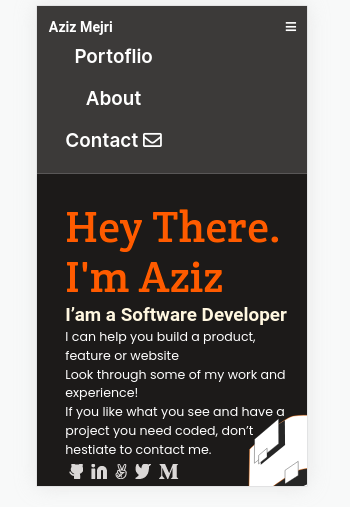 Aziz Mejri
Portoflio
About
Contact
Hey There.
I'm Aziz
I'am a Software Developer
I can help you build a product,
feature or website
Look through some of my work and
experience!
If you like what you see and have a
project you need coded, don't
hestiate to contact me.